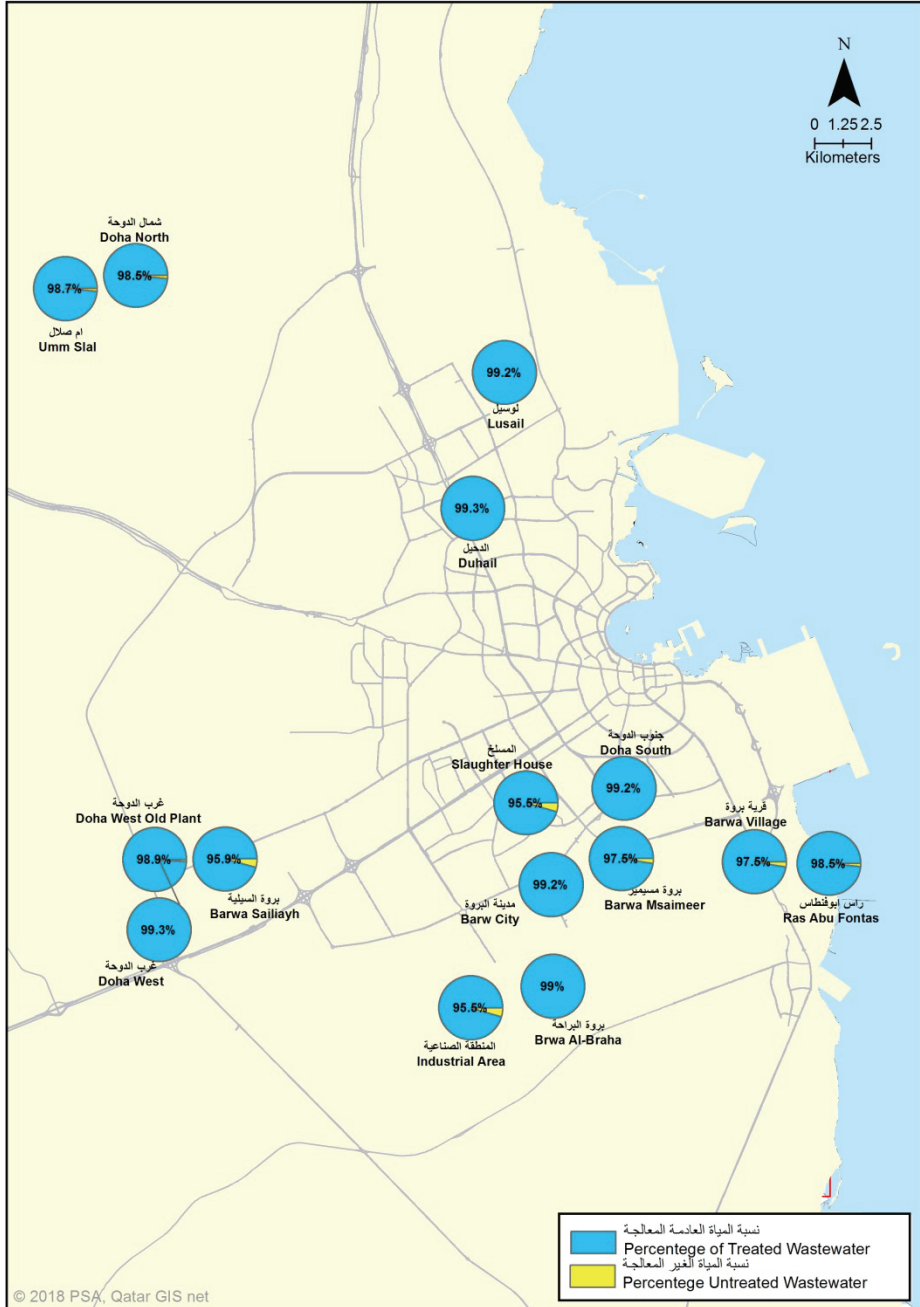 N
0 1.25 2.5
Kilometers
شمال الدوحة
Doha North
98.5%
98.7%
ام صلال
Umm Slal
99.2%
لوسيل
Lusail
99.3%
الدحيل
Duhail
جنوب الدوحة
Doha South
99.2%
المسلخ
Slaughter House
95.5%
غرب الدوحة
Doha West Old Plant
98.9%
95.9%
بروة السيلية
Barwa Sailiayh
99.3%
غرب الدوحة
Doha West
99.2%
مدينة البروة
Barw City
97.5%
بروة مسيمير
Barwa Msaimeer
قرية بروة
Barwa Village
97.5%
98.5%
راس ابوفنطاس
Ras Abu Fontas
95.5%
المنطقة الصناعية
Industrial Area
99%
بروة البراحة
Brwa Al-Braha
نسبة المياة العادمة المعالجة
Percentege of Treated Wastewater
نسبة المياة الغير المعالجة
Percentege Untreated Wastewater
© 2018 PSA, Qatar GIS net